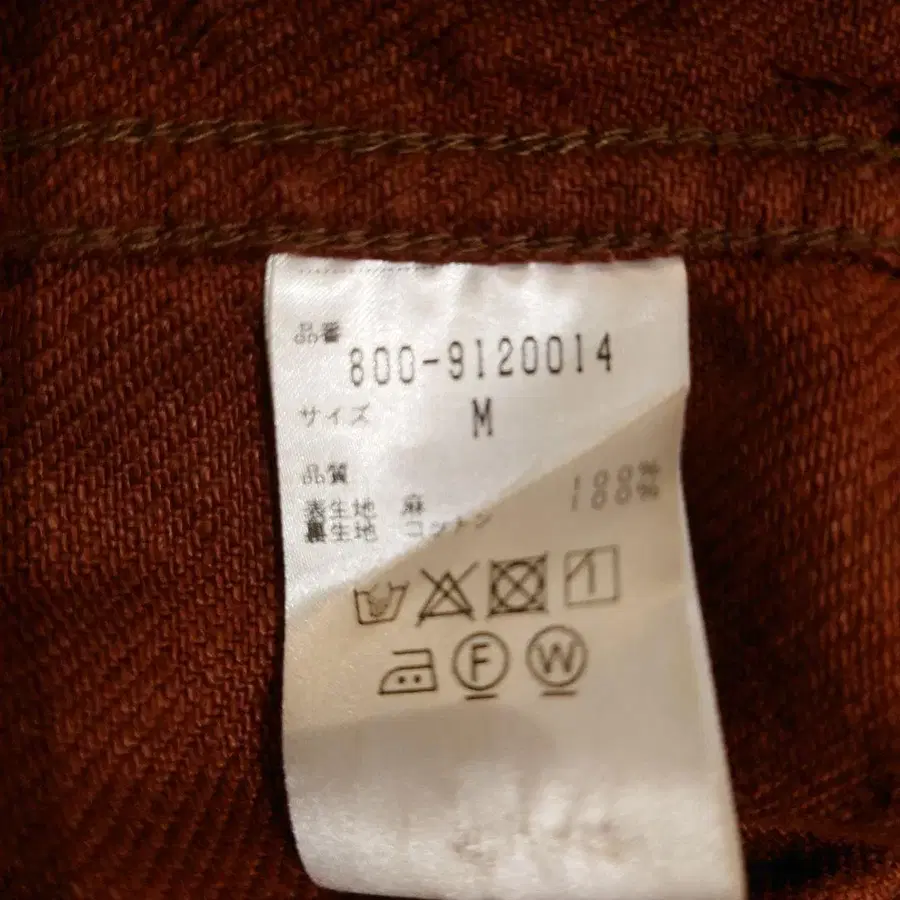 品番
800-9120014
サイズ M
品質
表生地 麻 100%
裏生地 コットン 100%
F W